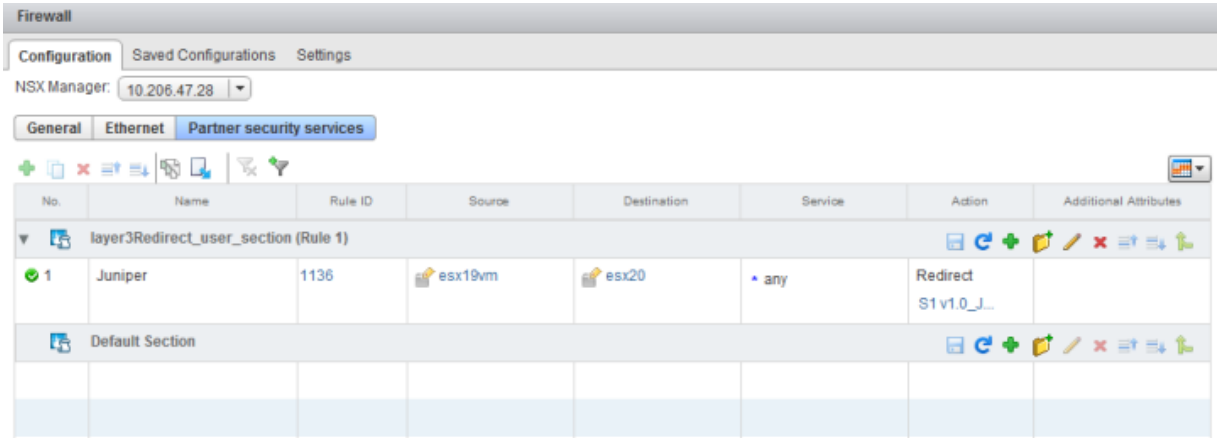 Firewall
Configuration Saved Configurations Settings
NSX Manager: 10.206.47.28
General Ethernet Partner security services
No. Name Rule ID Source Destination Service Action Additional Attributes
layer3Redirect_user_section (Rule 1)
1 Juniper 1136 esx19vm esx20 any Redirect
S1 v1.0_J...
Default Section